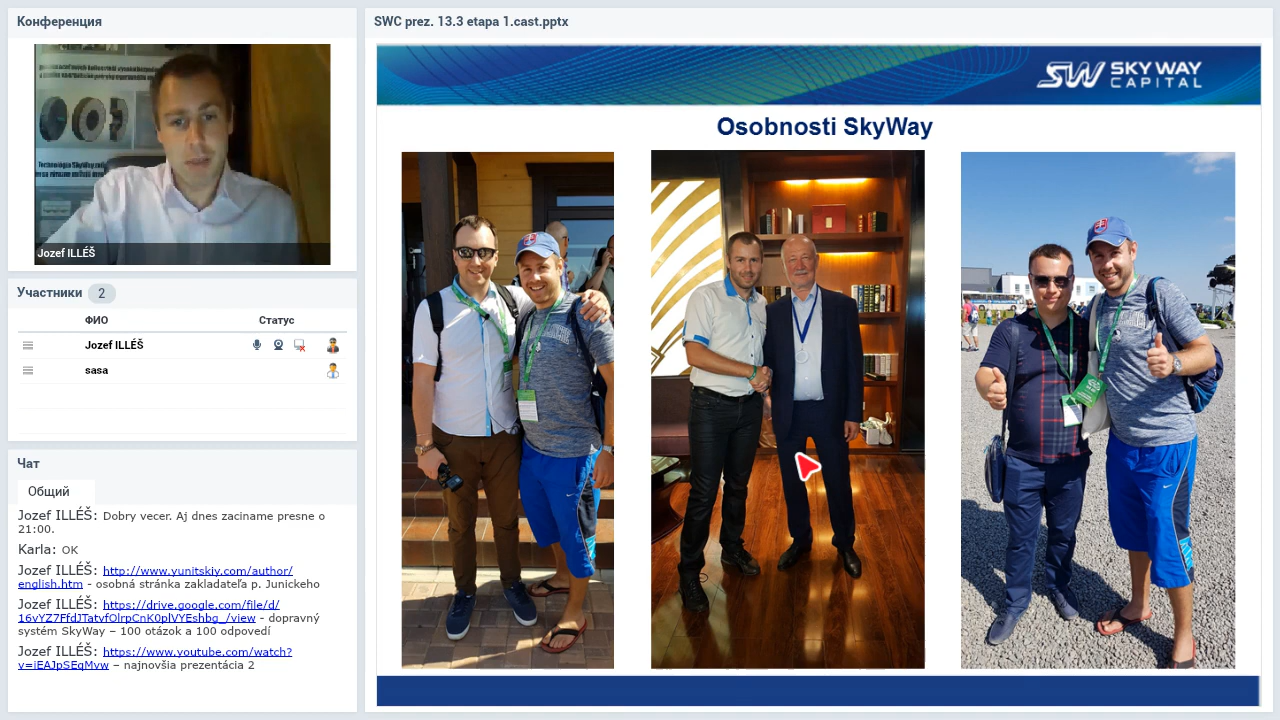 Конференция
Jozef ILLÉŠ
Участники 2
ФИО Статус
Jozef ILLÉŠ
sasa
Чат
Общий
Jozef ILLÉŠ: Dobry vecer. Aj dnes zaciname presne o
21:00.
Karla: OK
Jozef ILLÉŠ: http://www.yunitskiy.com/author/
english.htm - osobná stránka zakladateľa p. Junickeho
Jozef ILLÉŠ: https://drive.google.com/file/d/
16vYZ7FfdJTatvfOlrpCnK0plVYEshbg_/view - dopravný
systém SkyWay – 100 otázok a 100 odpovedí
Jozef ILLÉŠ: https://www.youtube.com/watch?
v=iEAJpSEqMvw – najnovšia prezentácia 2
SWC prez. 13.3 etapa 1.cast.pptx
SW SKY WAY
CAPITAL
Osobnosti SkyWay